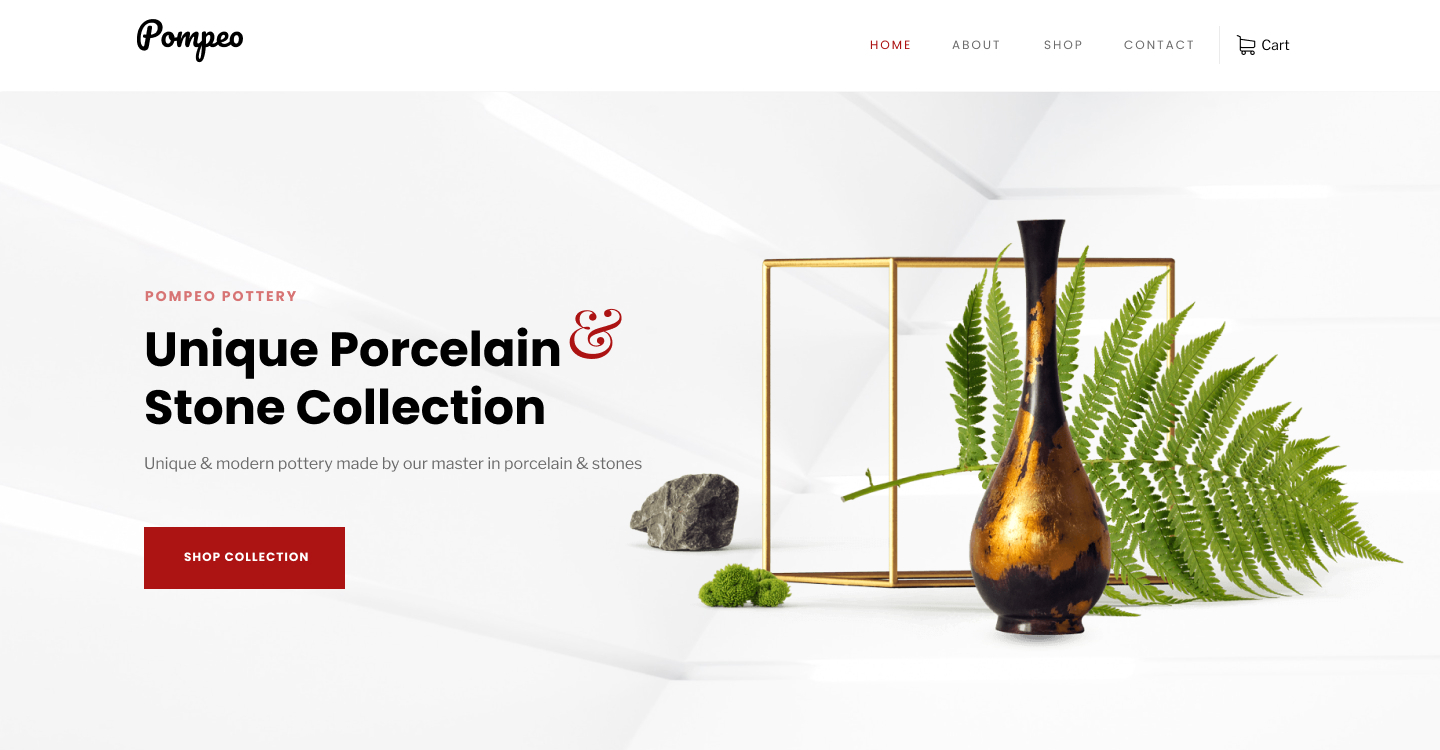 Pompeo
HOME
ABOUT
SHOP
CONTACT
Cart
POMPEO POTTERY
Unique Porcelain &
Stone Collection
Unique & modern pottery made by our master in porcelain & stones
SHOP COLLECTION